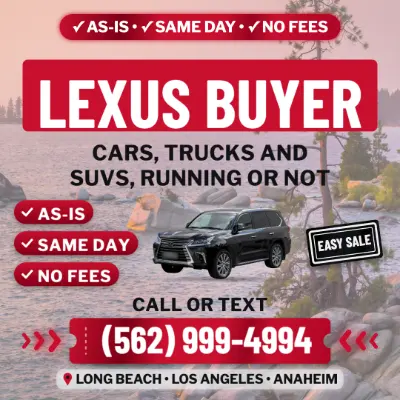 ✓ AS-IS • ✓ SAME DAY • ✓ NO FEES
LEXUS BUYER
CARS, TRUCKS AND
SUVS, RUNNING OR NOT
✓ AS-IS
✓ SAME DAY
✓ NO FEES
EASY SALE
CALL OR TEXT
(562) 999-4994
LONG BEACH • LOS ANGELES • ANAHEIM